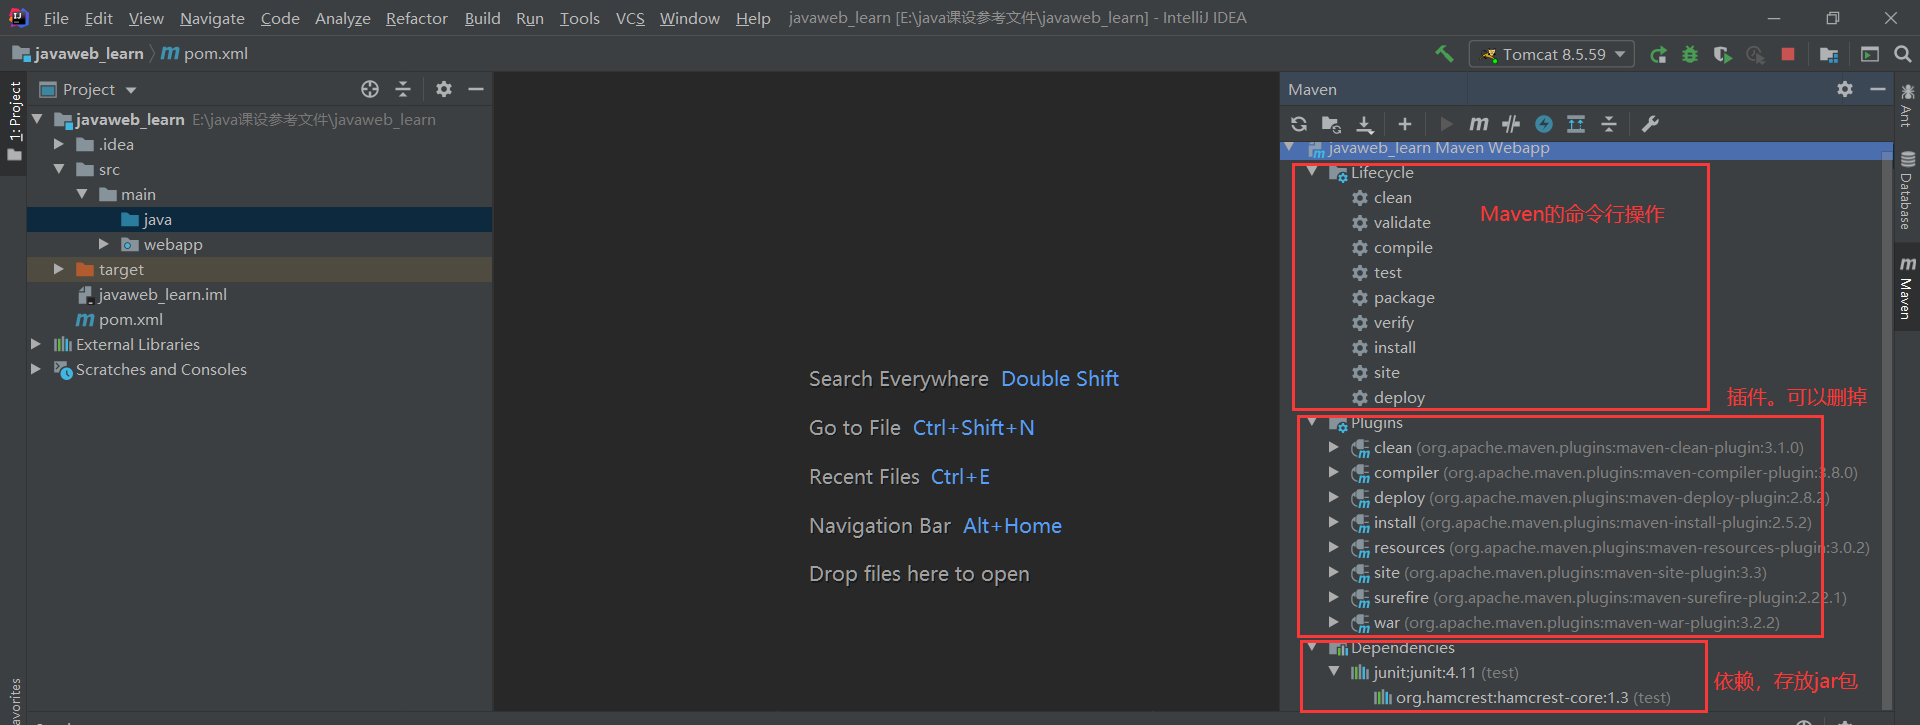 File Edit View Navigate Code Analyze Refactor Build Run Tools VCS Window Help javaweb_learn [E:\java课设参考文件\javaweb_learn] - IntelliJ IDEA
javaweb_learn pom.xml
Tomcat 8.5.59
1: Project
Project
javaweb_learn E:\java课设参考文件\javaweb_learn
.idea
src
main
java
webapp
target
javaweb_learn.iml
pom.xml
External Libraries
Scratches and Consoles
avorites
Search Everywhere Double Shift
Go to File Ctrl+Shift+N
Recent Files Ctrl+E
Navigation Bar Alt+Home
Drop files here to open
Maven
javaweb_learn Maven Webapp
Lifecycle
clean
validate
compile
test
package
verify
install
site
deploy
Maven的命令行操作
插件。可以删掉
Plugins
clean (org.apache.maven.plugins:maven-clean-plugin:3.1.0)
compiler (org.apache.maven.plugins:maven-compiler-plugin:3.8.0)
deploy (org.apache.maven.plugins:maven-deploy-plugin:2.8.2)
install (org.apache.maven.plugins:maven-install-plugin:2.5.2)
resources (org.apache.maven.plugins:maven-resources-plugin:3.0.2)
site (org.apache.maven.plugins:maven-site-plugin:3.3)
surefire (org.apache.maven.plugins:maven-surefire-plugin:2.22.1)
war (org.apache.maven.plugins:maven-war-plugin:3.2.2)
Dependencies
junit:junit:4.11 (test)
org.hamcrest:hamcrest-core:1.3 (test)
依赖，存放jar包
Ant
Database
Maven